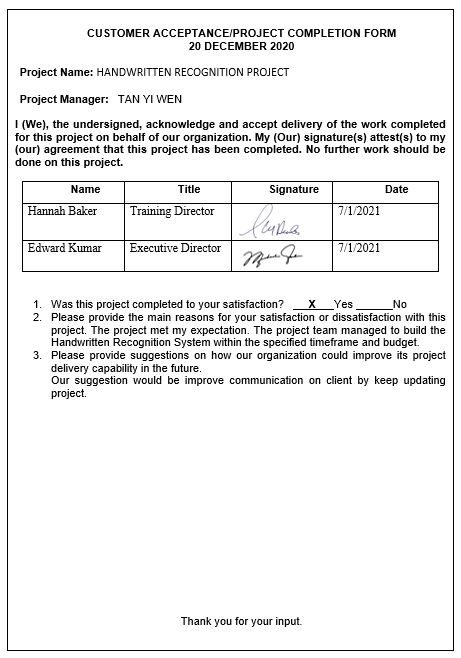 CUSTOMER ACCEPTANCE/PROJECT COMPLETION FORM
20 DECEMBER 2020
Project Name: HANDWRITTEN RECOGNITION PROJECT
Project Manager: TAN YI WEN
I (We), the undersigned, acknowledge and accept delivery of the work completed
for this project on behalf of our organization. My (Our) signature(s) attest(s) to my
(our) agreement that this project has been completed. No further work should be
done on this project.
Name Title Signature Date
Hannah Baker Training Director 7/1/2021
Edward Kumar Executive Director 7/1/2021
1. Was this project completed to your satisfaction? __X___Yes ______No
2. Please provide the main reasons for your satisfaction or dissatisfaction with this
project. The project met my expectation. The project team managed to build the
Handwritten Recognition System within the specified timeframe and budget.
3. Please provide suggestions on how our organization could improve its project
delivery capability in the future.
Our suggestion would be improve communication on client by keep updating
project.
Thank you for your input.